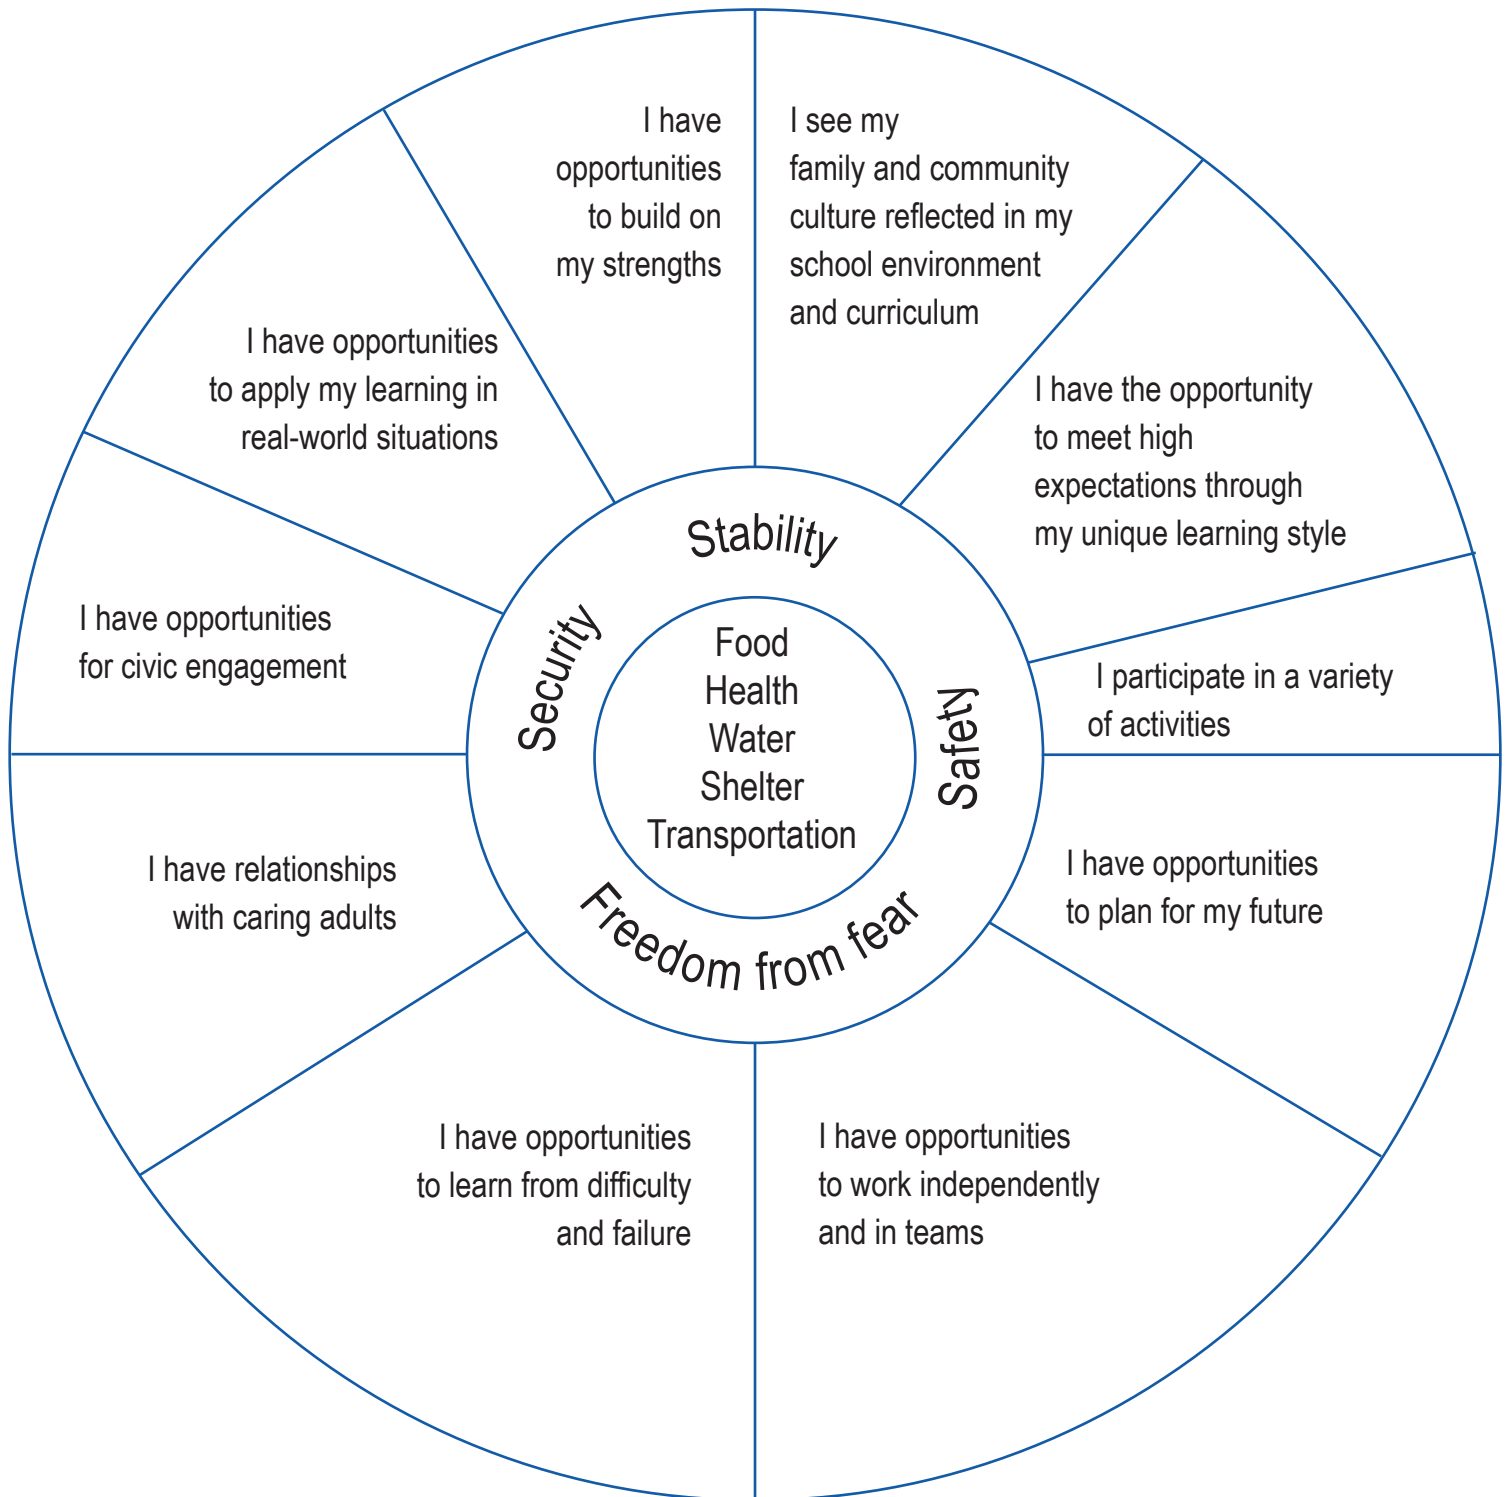 I have
opportunities
to build on
my strengths
I see my
family and community
culture reflected in my
school environment
and curriculum
I have the opportunity
to meet high
expectations through
my unique learning style
I participate in a variety
of activities
I have opportunities
to plan for my future
I have opportunities
to work independently
and in teams
I have opportunities
to learn from difficulty
and failure
I have relationships
with caring adults
I have opportunities
for civic engagement
I have opportunities
to apply my learning in
real-world situations
Stability
Safety
Freedom from fear
Security
Food
Health
Water
Shelter
Transportation